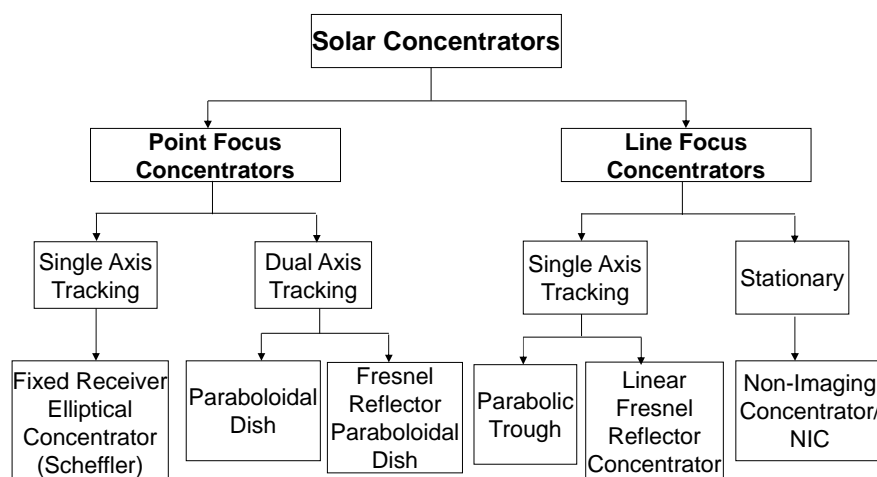 Solar Concentrators
Point Focus
Concentrators
Line Focus
Concentrators
Single Axis
Tracking
Dual Axis
Tracking
Single Axis
Tracking
Stationary
Fixed Receiver
Elliptical
Concentrator
(Scheffler)
Paraboloidal
Dish
Fresnel
Reflector
Paraboloidal
Dish
Parabolic
Trough
Linear
Fresnel
Reflector
Concentrator
Non-Imaging
Concentrator/
NIC